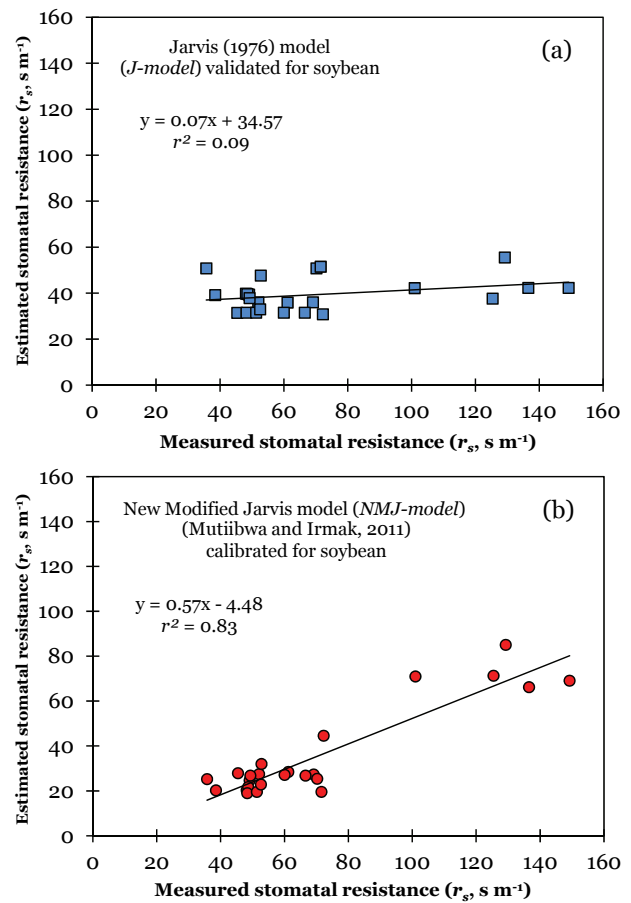 160
140
120
100
80
60
40
20
0
Estimated stomatal resistance (rs, s m-1)
Jarvis (1976) model
(J-model) validated for soybean
(a)
y = 0.07x + 34.57
r² = 0.09
0 20 40 60 80 100 120 140 160
Measured stomatal resistance (rs, s m-1)
160
140
120
100
80
60
40
20
0
Estimated stomatal resistance (rs, s m-1)
New Modified Jarvis model (NMJ-model)
(Mutiibwa and Irmak, 2011)
calibrated for soybean
(b)
y = 0.57x - 4.48
r² = 0.83
0 20 40 60 80 100 120 140 160
Measured stomatal resistance (rs, s m-1)